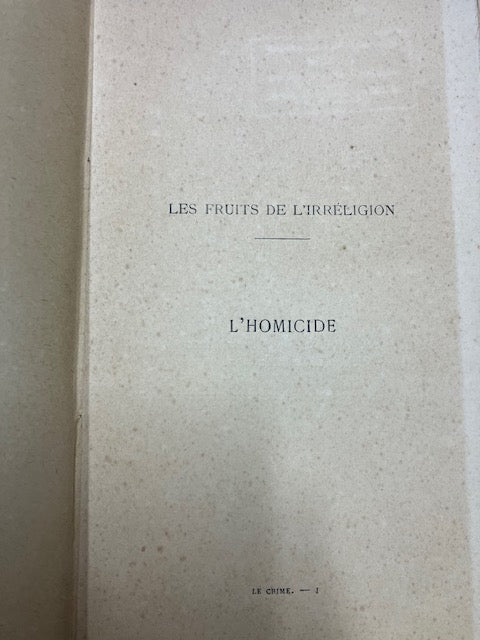 LES FRUITS DE L'IRRÉLIGION
L'HOMICIDE
LE CRIME. — I